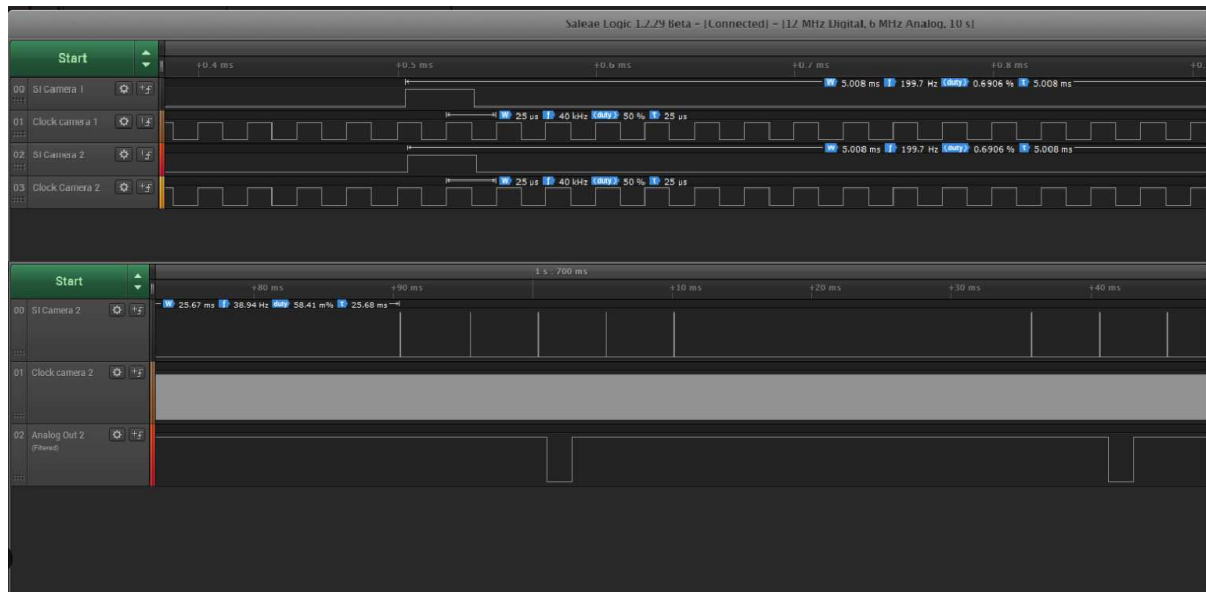 Saleae Logic 1.2.29 Beta - [Connected] - [12 MHz Digital, 6 MHz Analog, 10 s]
Start
+0.4 ms +0.5 ms +0.6 ms +0.7 ms +0.8 ms +0.
00 SI Camera 1
W 5.008 ms f 199.7 Hz duty 0.6906 % T 5.008 ms
01 Clock camera 1
W 25 µs f 40 kHz duty 50 % T 25 µs
02 SI Camera 2
W 5.008 ms f 199.7 Hz duty 0.6906 % T 5.008 ms
03 Clock Camera 2
W 25 µs f 40 kHz duty 50 % T 25 µs
1 s : 700 ms
Start
+80 ms +90 ms +10 ms +20 ms +30 ms +40 ms
00 SI Camera 2
W 25.67 ms f 38.94 Hz duty 58.41 m% T 25.68 ms
01 Clock camera 2
02 Analog Out 2
(Filtered)